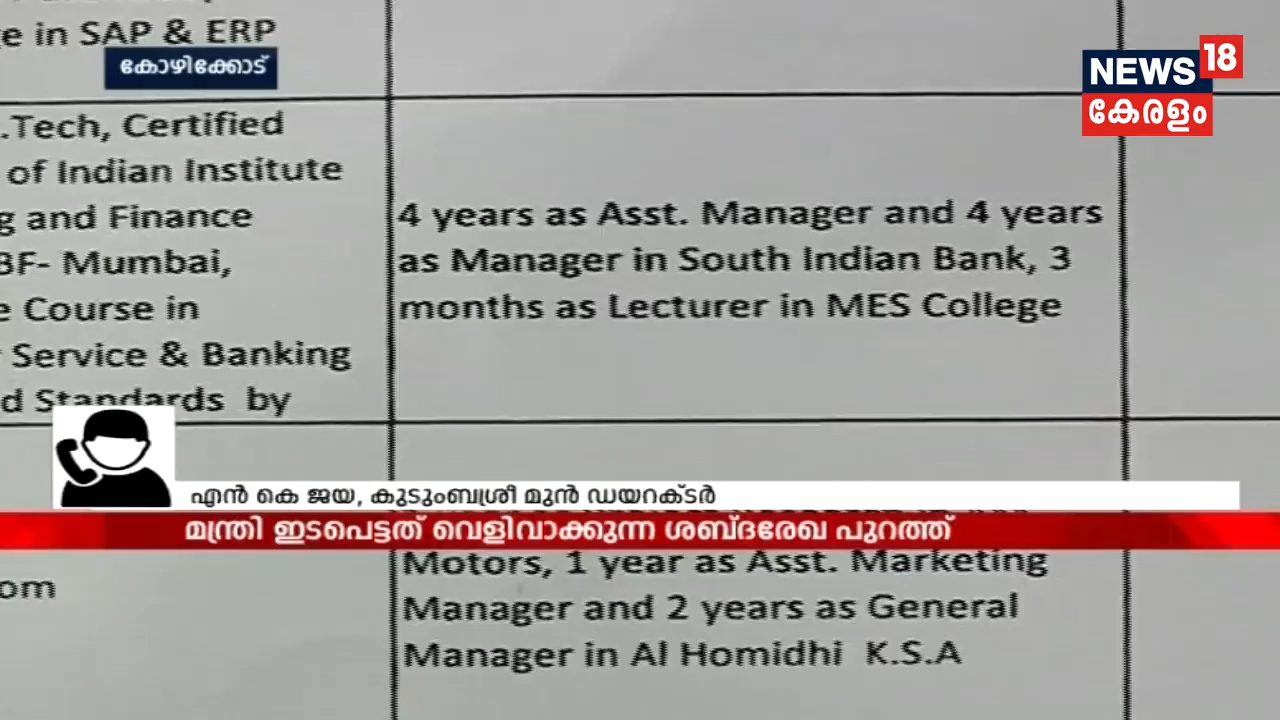 e in SAP & ERP
കോഴിക്കോട്
NEWS 18
കേരളം
.Tech, Certified
of Indian Institute
g and Finance
BF- Mumbai,
e Course in
Service & Banking
d Standards by
4 years as Asst. Manager and 4 years
as Manager in South Indian Bank, 3
months as Lecturer in MES College
എൻ കെ ജയ, കുടുംബശ്രീ മുൻ ഡയറക്ടർ
മന്ത്രി ഇടപെട്ടത് വെളിവാക്കുന്ന ശബ്ദരേഖ പുറത്ത്
om
Motors, 1 year as Asst. Marketing
Manager and 2 years as General
Manager in Al Homidhi K.S.A